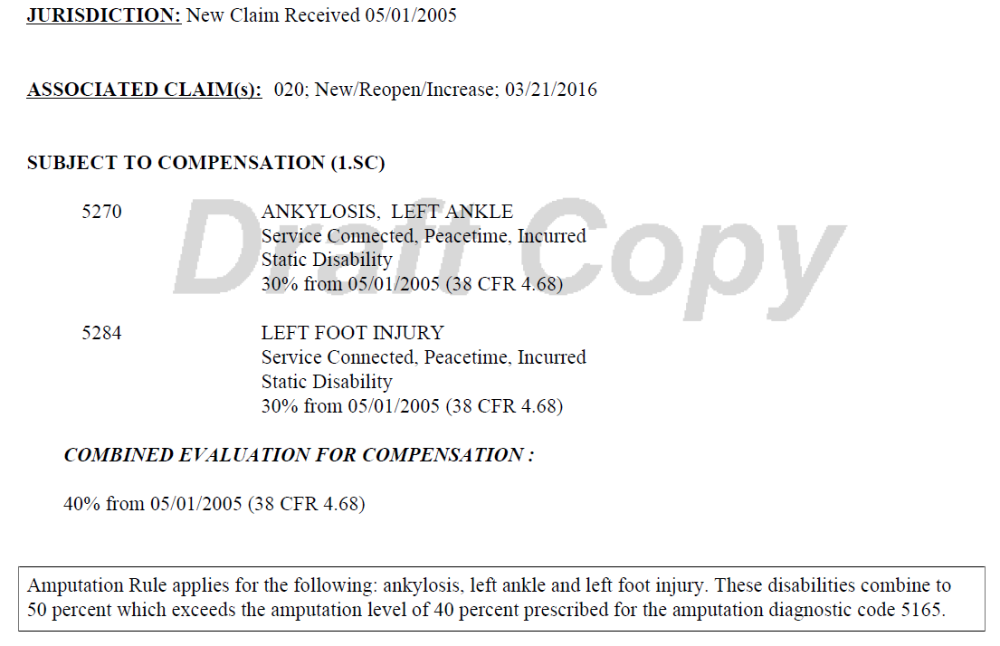 JURISDICTION: New Claim Received 05/01/2005
ASSOCIATED CLAIM(s): 020; New/Reopen/Increase; 03/21/2016
SUBJECT TO COMPENSATION (1.SC)
5270 ANKYLOSIS, LEFT ANKLE
Service Connected, Peacetime, Incurred
Static Disability
30% from 05/01/2005 (38 CFR 4.68)
Draft Copy
5284 LEFT FOOT INJURY
Service Connected, Peacetime, Incurred
Static Disability
30% from 05/01/2005 (38 CFR 4.68)
COMBINED EVALUATION FOR COMPENSATION :
40% from 05/01/2005 (38 CFR 4.68)
Amputation Rule applies for the following: ankylosis, left ankle and left foot injury. These disabilities combine to
50 percent which exceeds the amputation level of 40 percent prescribed for the amputation diagnostic code 5165.